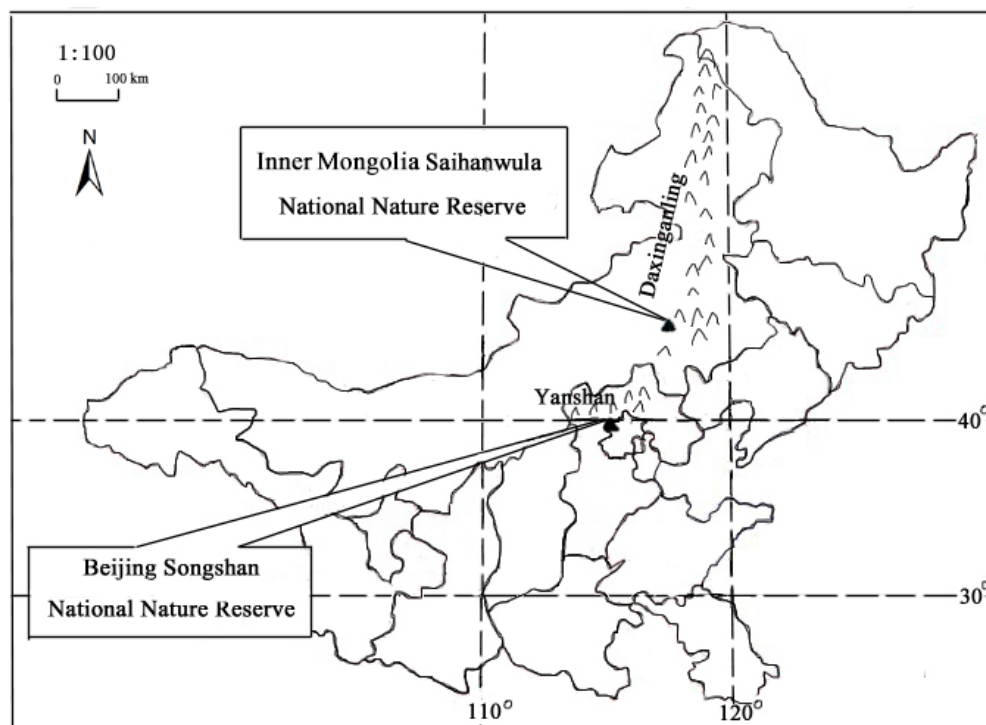 1:100
0 100 km
N
Inner Mongolia Saihanwula
National Nature Reserve
Daxinganling
Yanshan
40°
Beijing Songshan
National Nature Reserve
30°
110°
120°